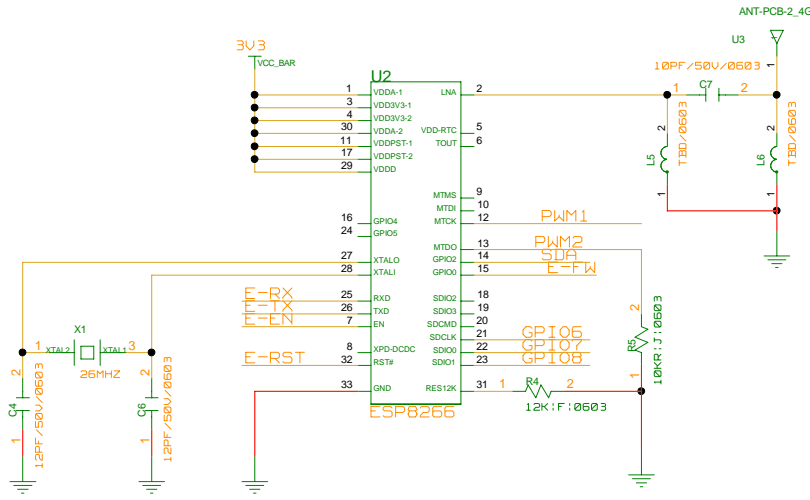 ANT-PCB-2_4G
U3
3V3
VCC_BAR
U2
10PF/50V/0603
1 C7 2
1
1 VDDA-1
3 VDD3V3-1
4 VDD3V3-2
30 VDDA-2
11 VDDPST-1
17 VDDPST-2
29 VDDD
LNA 2
VDD-RTC 5
TOUT 6
2 L5 1 TBD/0603
2 L6 1 TBD/0603
16 GPIO4
24 GPIO5
MTMS 9
MTDI 10
MTCK 12 PWM1
MTDO 13 PWM2
GPIO2 14 SDA
GPIO0 15 E-FW
27 XTALO
28 XTALI
E-RX 25 RXD
E-TX 26 TXD
E-EN 7 EN
8 XPD-DCDC
E-RST 32 RST#
33 GND
SDIO2 18
SDIO3 19
SDCMD 20
SDCLK 21 GPIO6
SDIO0 22 GPIO7
SDIO1 23 GPIO8
RES12K 31
1 R4 2
12K:F:0603
2 R5 1 10KR:J:0603
ESP8266
X1
1 XTAL2 XTAL1 3
26MHZ
2 C4 1 12PF/50V/0603
2 C6 1 12PF/50V/0603